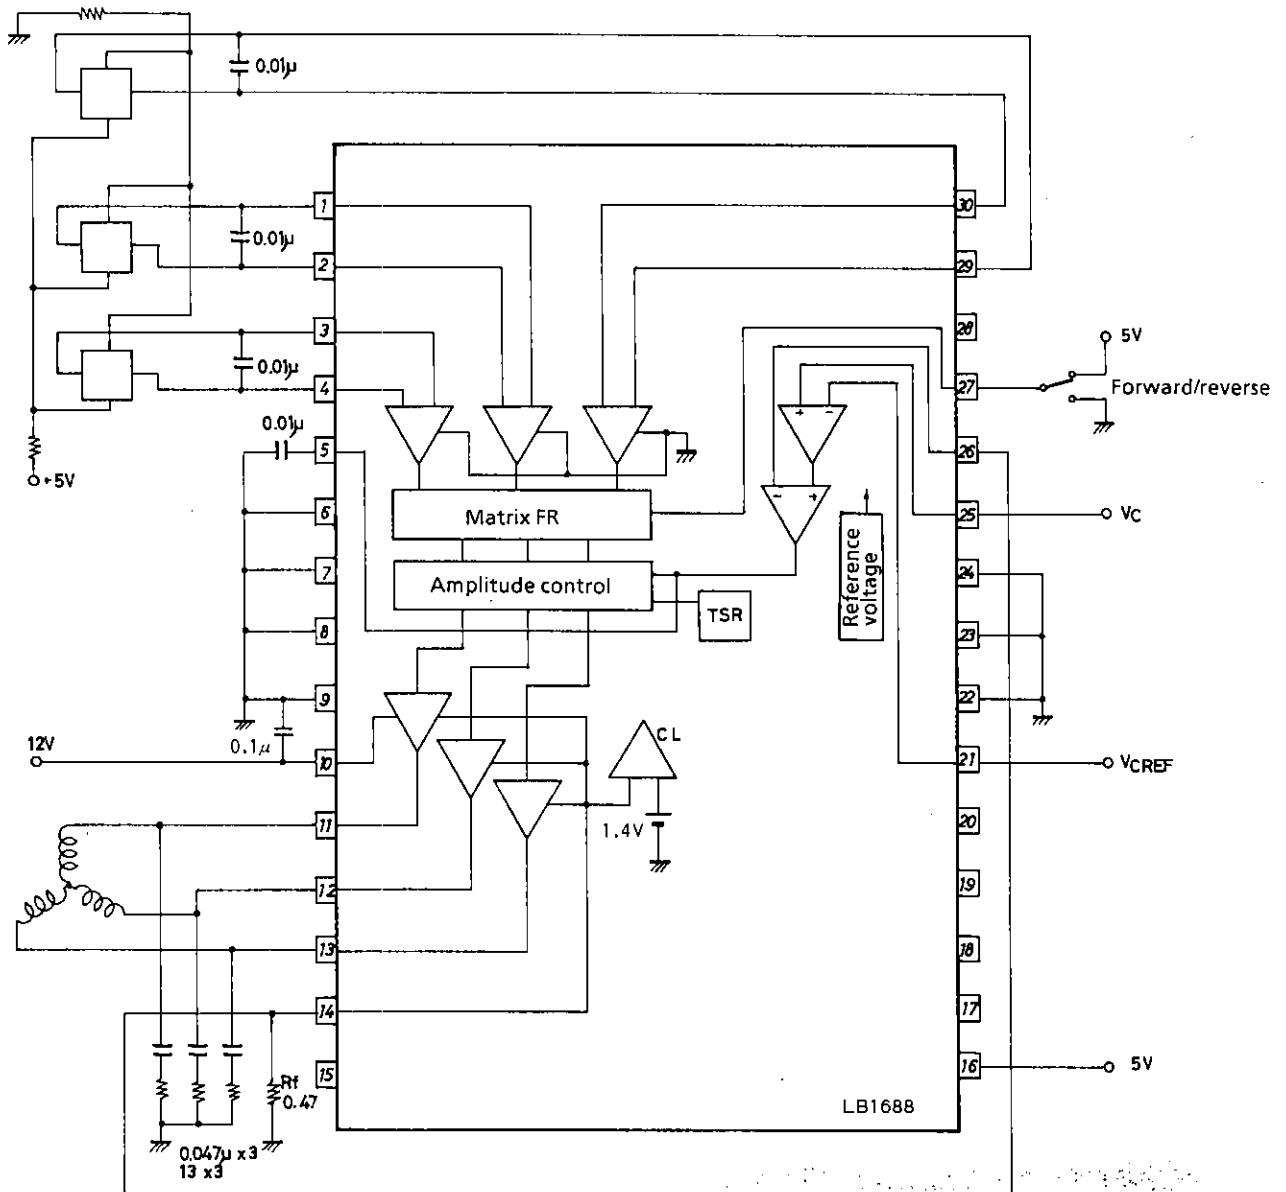 0.01μ
1
30
0.01μ
2
29
3
28
5V
0.01μ
4
27
Forward/reverse
0.01μ
+ -
5
26
+5V
- +
6
Matrix FR
25
VC
7
Amplitude control
Reference voltage
24
TSR
8
23
9
22
0.1μ
12V
10
CL
21
VCREF
11
1.4V
20
12
19
13
18
14
17
15
Rf
0.47
16
5V
LB1688
0.047μ x3
13 x3